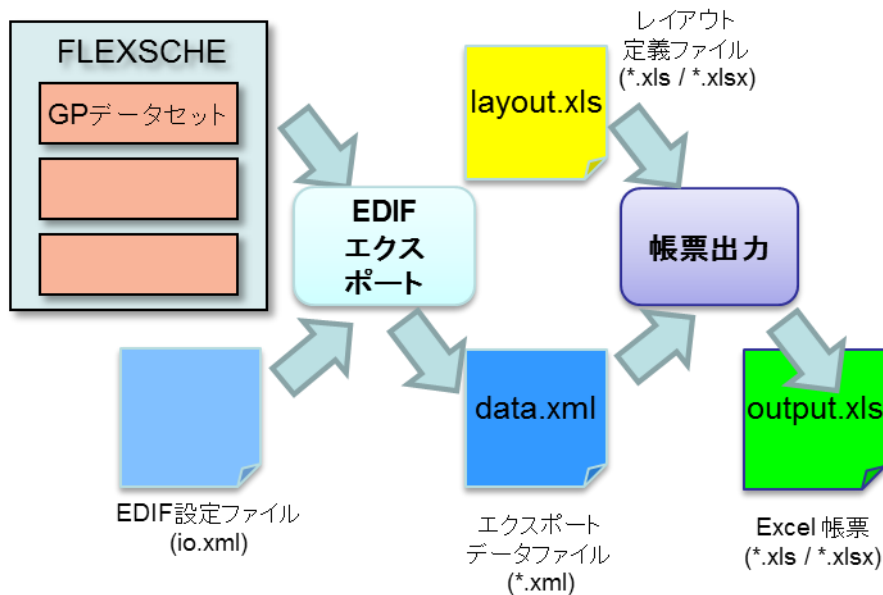 FLEXSCHE
GPデータセット
EDIF
エクス
ポート
EDIF設定ファイル
(io.xml)
layout.xls
レイアウト
定義ファイル
(*.xls / *.xlsx)
帳票出力
data.xml
エクスポート
データファイル
(*.xml)
output.xls
Excel 帳票
(*.xls / *.xlsx)